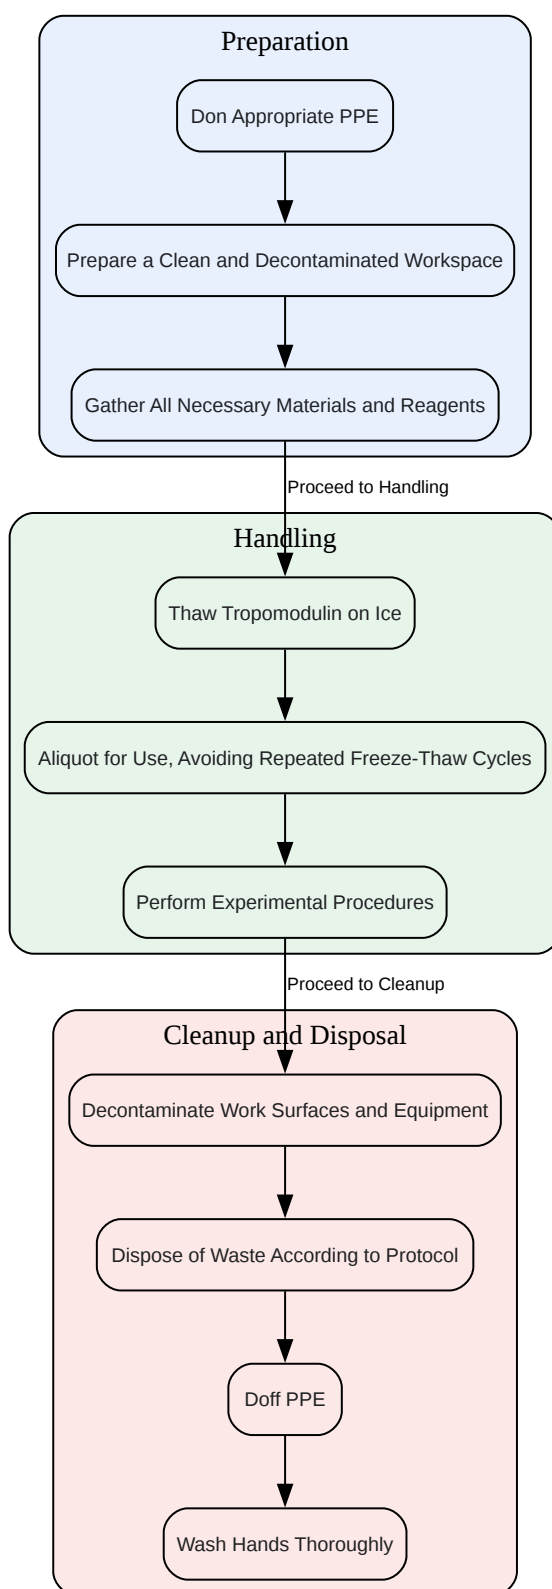 Preparation
Don Appropriate PPE
Prepare a Clean and Decontaminated Workspace
Gather All Necessary Materials and Reagents
Proceed to Handling
Handling
Thaw Tropomodulin on Ice
Aliquot for Use, Avoiding Repeated Freeze-Thaw Cycles
Perform Experimental Procedures
Proceed to Cleanup
Cleanup and Disposal
Decontaminate Work Surfaces and Equipment
Dispose of Waste According to Protocol
Doff PPE
Wash Hands Thoroughly